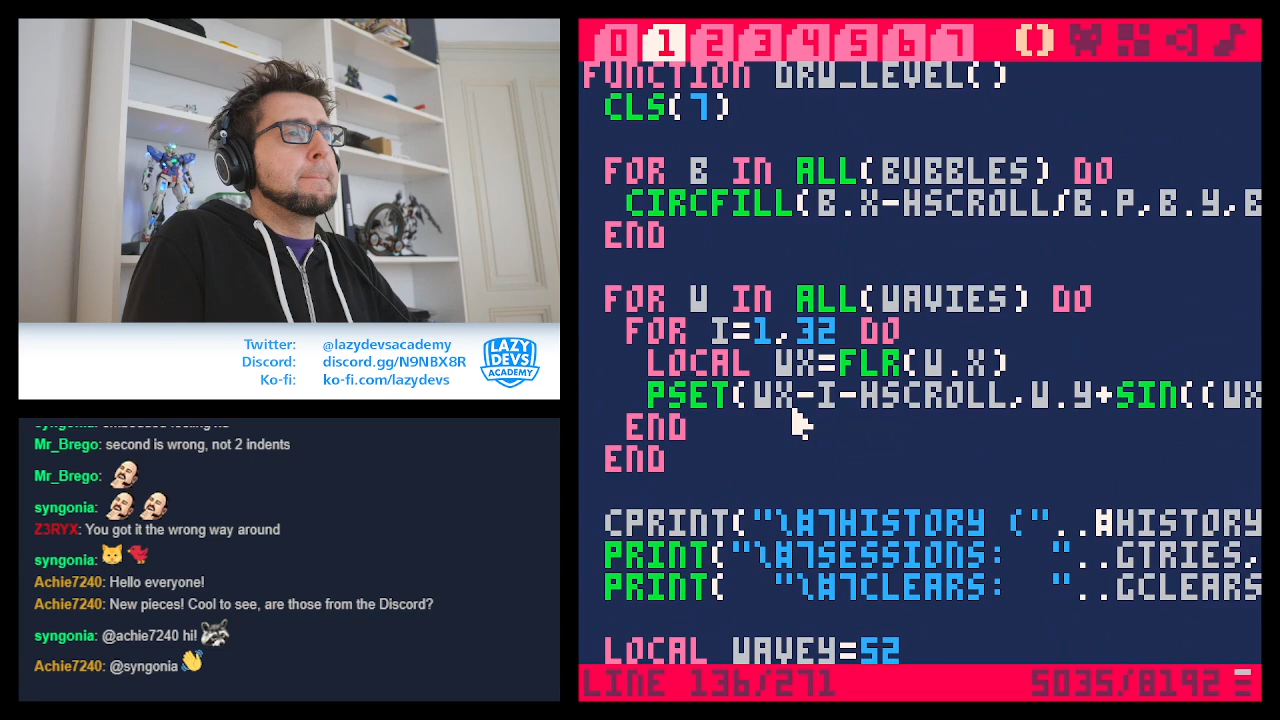 Twitter: @lazydevsacademy
Discord: discord.gg/N9NBX8R
Ko-fi: ko-fi.com/lazydevs
LAZY
DEVS
ACADEMY
Mr_Brego: second is wrong, not 2 indents
Mr_Brego:
syngonia:
Z3RYX: You got it the wrong way around
syngonia:
Achie7240: Hello everyone!
Achie7240: New pieces! Cool to see, are those from the Discord?
syngonia: @achie7240 hi!
Achie7240: @syngonia
0 1 2 3 4 5 6 7 ()
FUNCTION DRW_LEVEL()
CLS(7)
FOR B IN ALL(BUBBLES) DO
CIRCFILL(B.X-HSCROLL/B.P,B.Y,B
END
FOR W IN ALL(WAVIES) DO
FOR I=1,32 DO
LOCAL WX=FLR(W.X)
PSET(WX-I-HSCROLL,W.Y+SIN((WX
END
END
CPRINT("\#7HISTORY ("..#HISTORY
PRINT("\#7SESSIONS: "..GTRIES,
PRINT( "\#7CLEARS: "..GCLEARS
LOCAL WAVEY=52
LINE 136/271 5035/8192